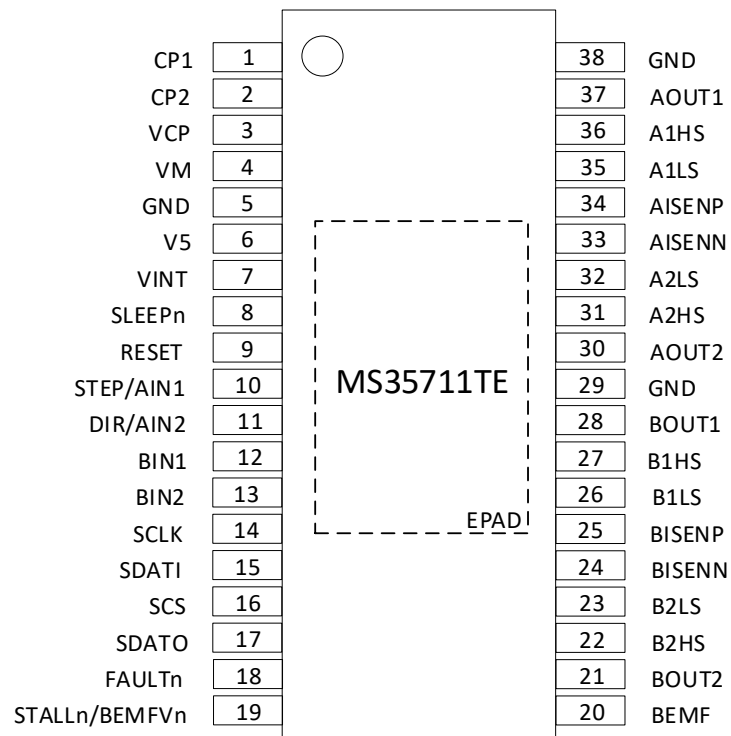 CP1 1 38 GND
CP2 2 37 AOUT1
VCP 3 36 A1HS
VM 4 35 A1LS
GND 5 34 AISENP
V5 6 33 AISENN
VINT 7 32 A2LS
SLEEPn 8 31 A2HS
RESET 9 30 AOUT2
STEP/AIN1 10 MS35711TE 29 GND
DIR/AIN2 11 28 BOUT1
BIN1 12 27 B1HS
BIN2 13 26 B1LS
SCLK 14 EPAD 25 BISENP
SDATI 15 24 BISENN
SCS 16 23 B2LS
SDATO 17 22 B2HS
FAULTn 18 21 BOUT2
STALLn/BEMFVn 19 20 BEMF